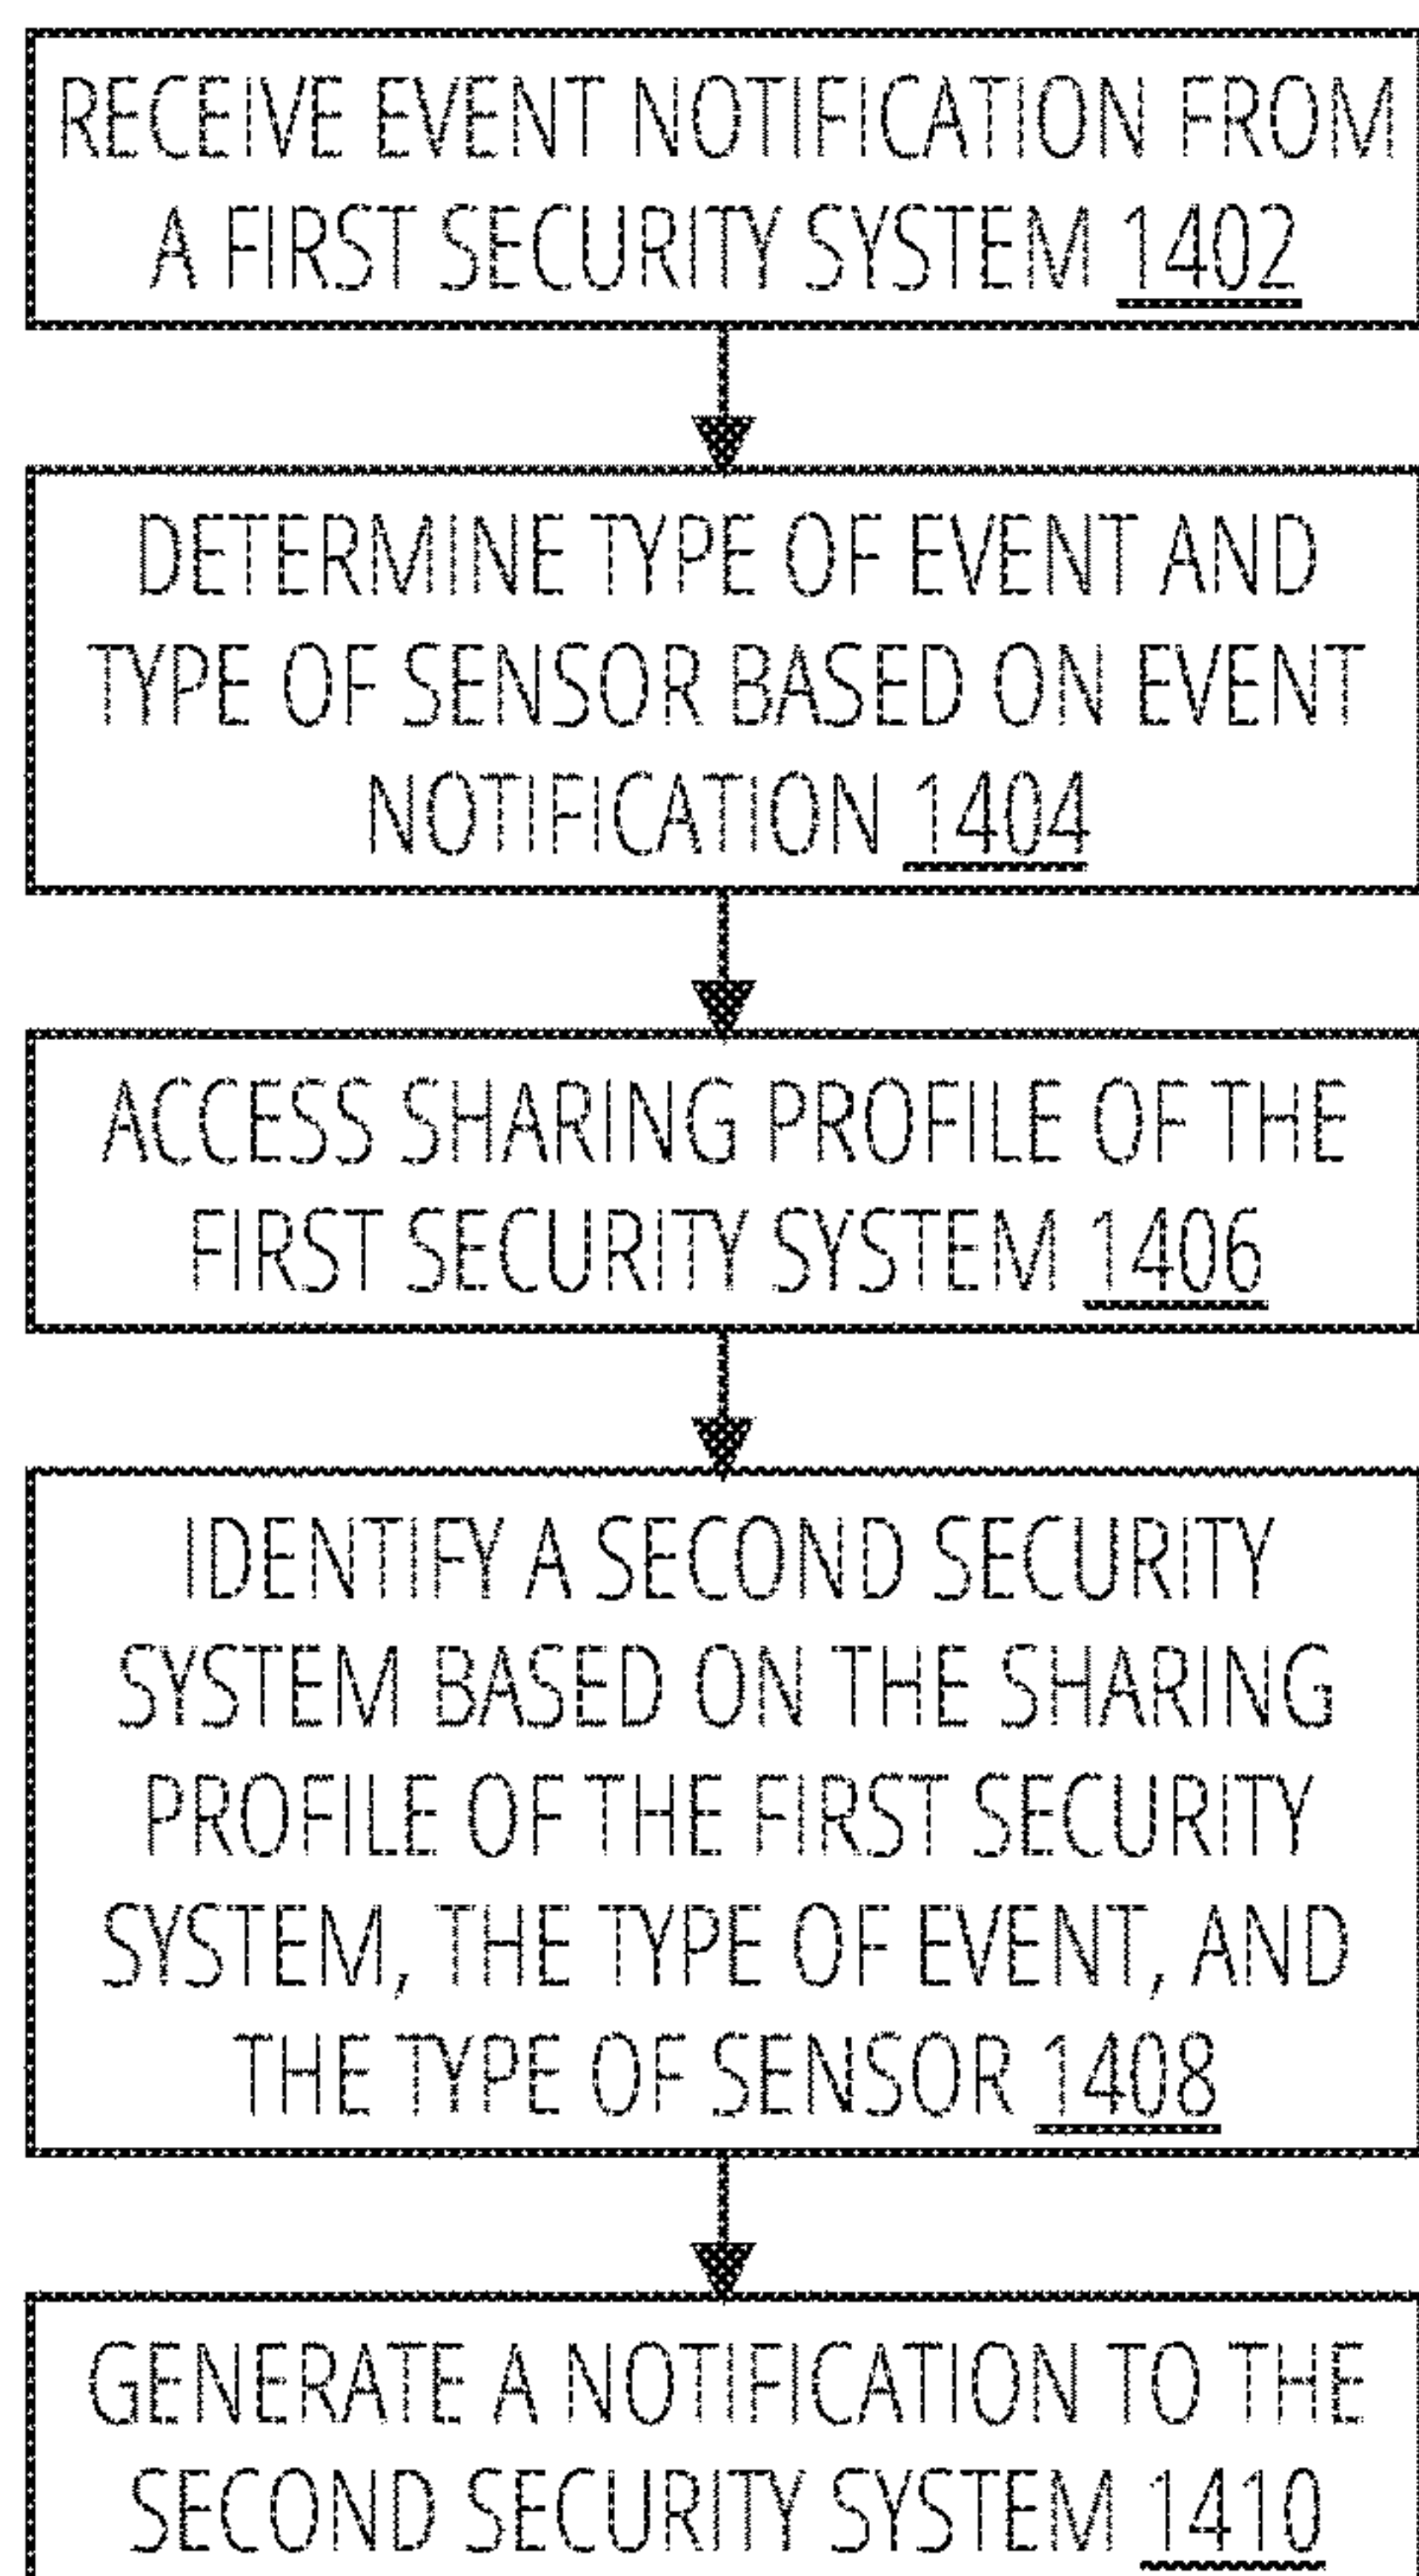 RECEIVE EVENT NOTIFICATION FROM
A FIRST SECURITY SYSTEM 1402
DETERMINE TYPE OF EVENT AND
TYPE OF SENSOR BASED ON EVENT
NOTIFICATION 1404
ACCESS SHARING PROFILE OF THE
FIRST SECURITY SYSTEM 1406
IDENTIFY A SECOND SECURITY
SYSTEM BASED ON THE SHARING
PROFILE OF THE FIRST SECURITY
SYSTEM, THE TYPE OF EVENT, AND
THE TYPE OF SENSOR 1408
GENERATE A NOTIFICATION TO THE
SECOND SECURITY SYSTEM 1410